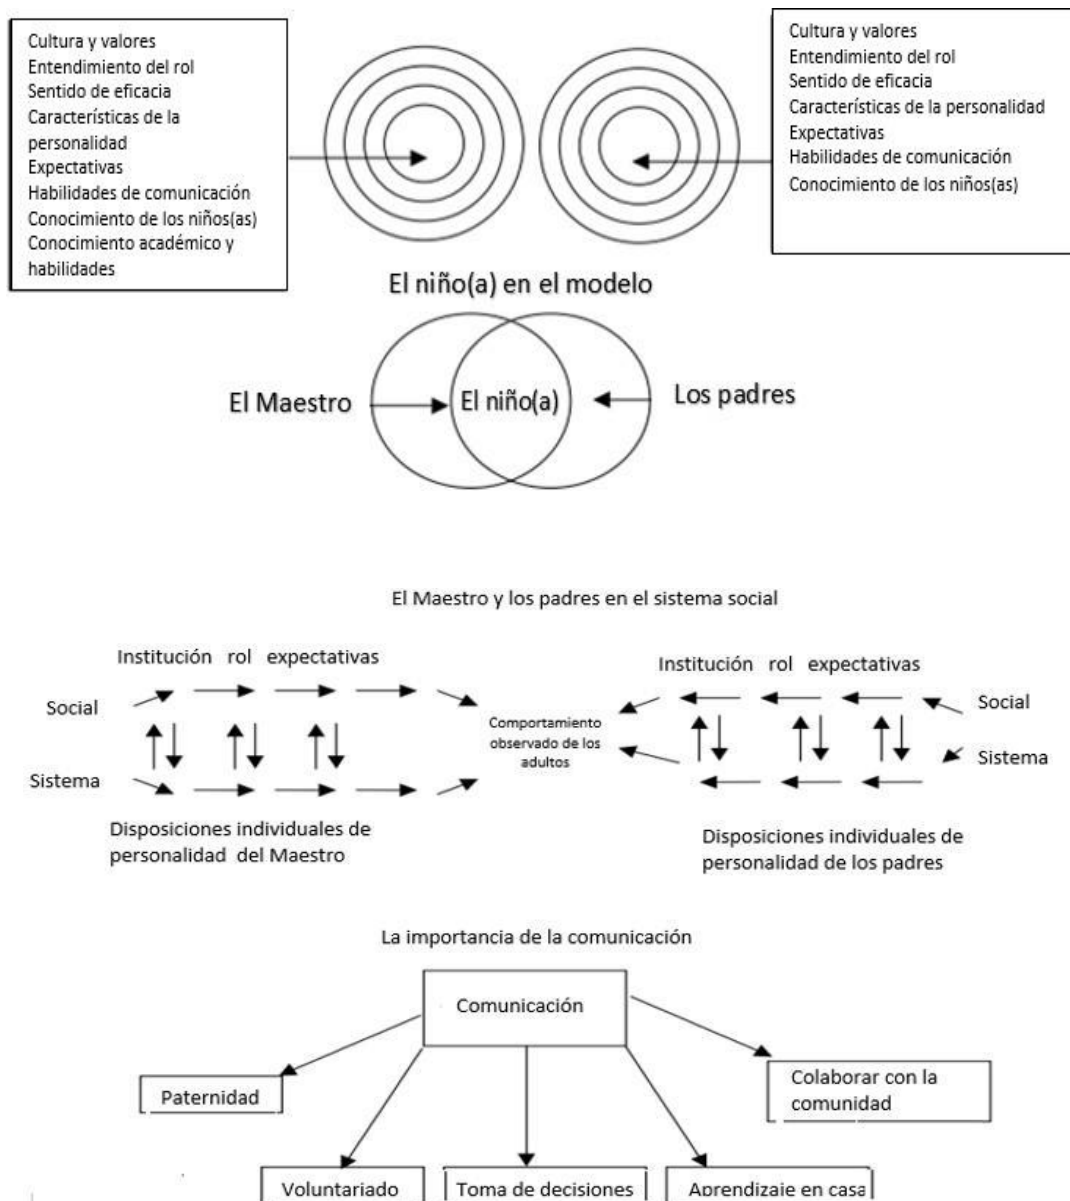 Cultura y valores
Entendimiento del rol
Sentido de eficacia
Características de la
personalidad
Expectativas
Habilidades de comunicación
Conocimiento de los niños(as)
Conocimiento académico y
habilidades
Cultura y valores
Entendimiento del rol
Sentido de eficacia
Características de la personalidad
Expectativas
Habilidades de comunicación
Conocimiento de los niños(as)
El niño(a) en el modelo
El Maestro
El niño(a)
Los padres
El Maestro y los padres en el sistema social
Institución rol expectativas
Social
Sistema
Disposiciones individuales de
personalidad del Maestro
Comportamiento
observado de los
adultos
Institución rol expectativas
Social
Sistema
Disposiciones individuales de
personalidad de los padres
La importancia de la comunicación
Comunicación
Paternidad
Colaborar con la
comunidad
Voluntariado
Toma de decisiones
Aprendizaje en casa